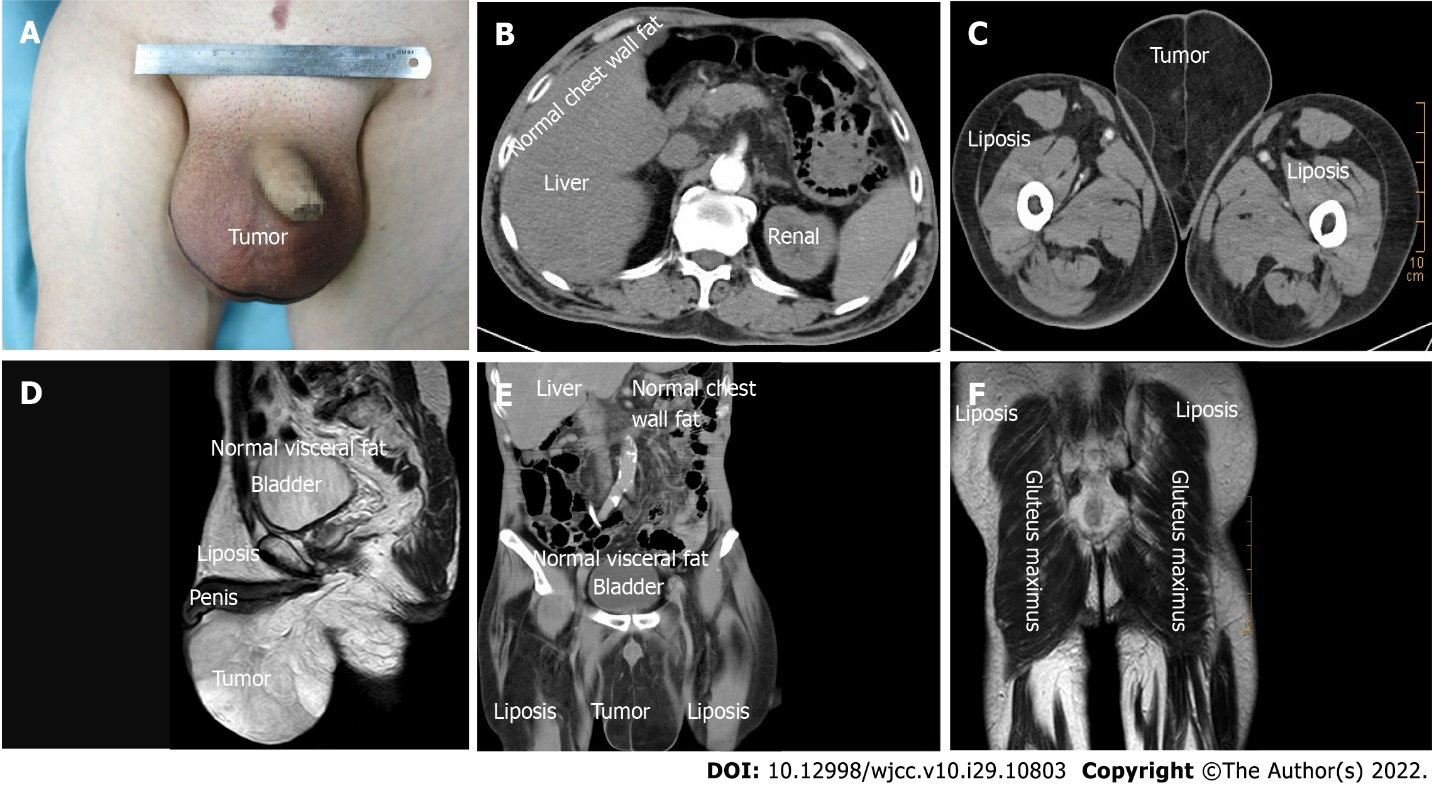 A
Tumor
B
Normal chest wall fat
Liver
Renal
C
Tumor
Liposis
Liposis
10
cm
D
Normal visceral fat
Bladder
Liposis
Penis
Tumor
E
Liver
Normal chest
wall fat
Normal visceral fat
Bladder
Liposis
Tumor
Liposis
F
Liposis
Liposis
Gluteus maximus
Gluteus maximus
DOI: 10.12998/wjcc.v10.i29.10803 Copyright ©The Author(s) 2022.